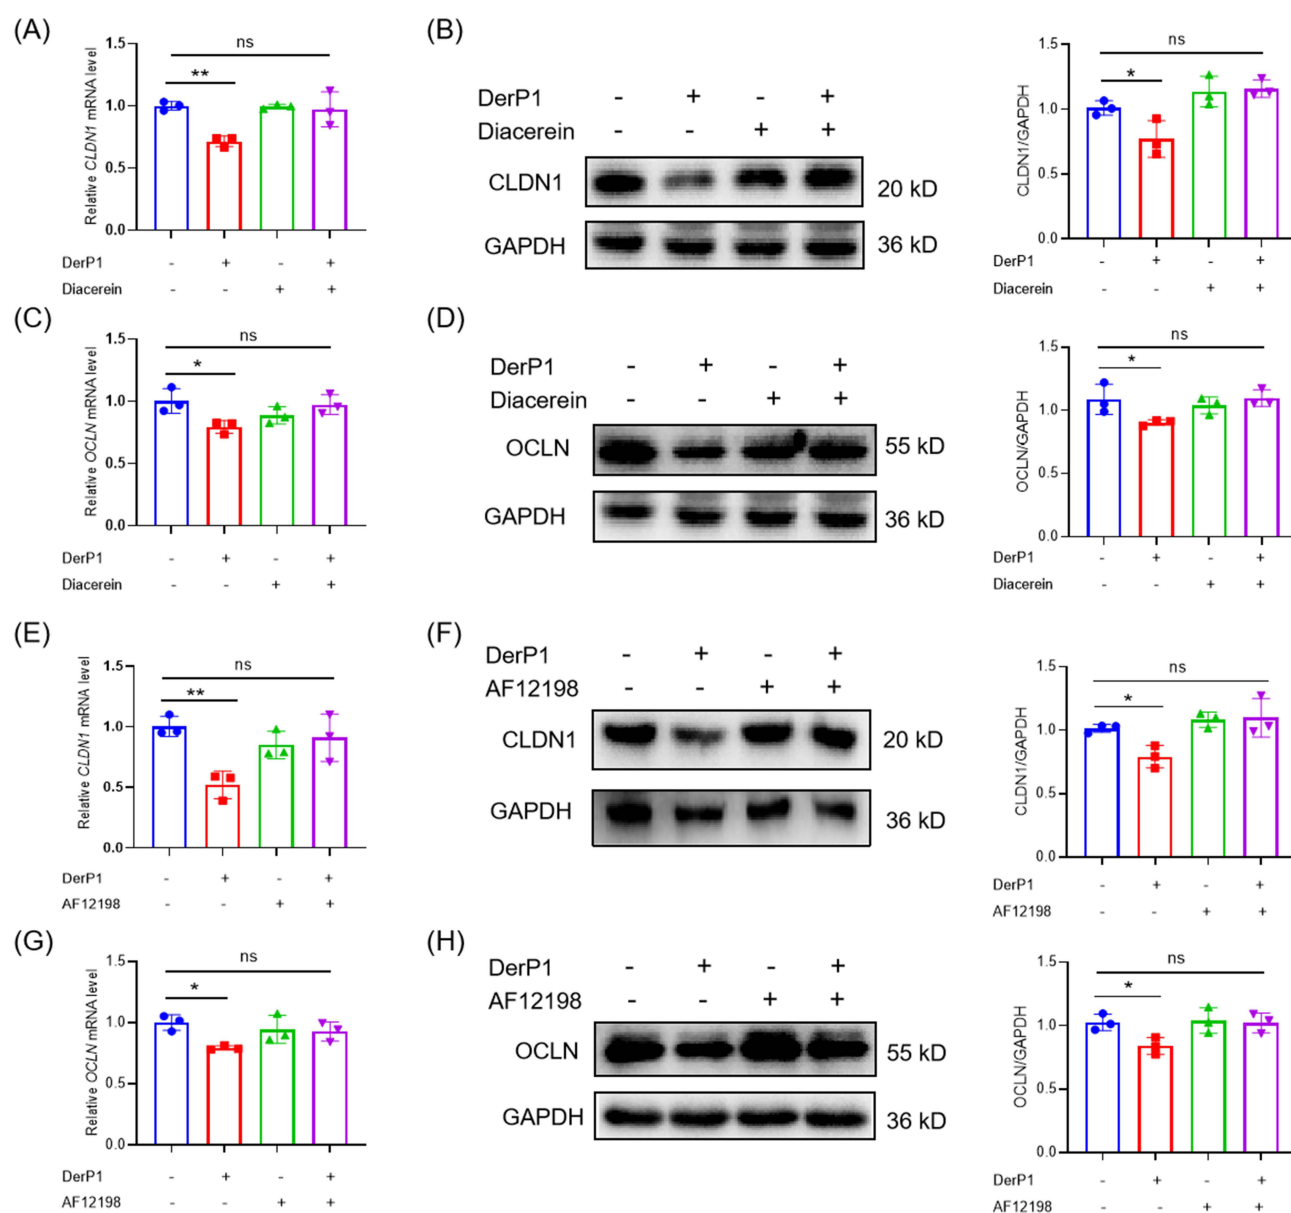 (A)
Relative CLDN1 mRNA level
1.5
1.0
0.5
0.0
ns
**
DerP1 - + - +
Diacerein - - + +
(B)
DerP1 - + - +
Diacerein - - + +
CLDN1 20 kD
GAPDH 36 kD
CLDN1/GAPDH
1.5
1.0
0.5
0.0
ns
*
DerP1 - + - +
Diacerein - - + +
(C)
Relative OCLN mRNA level
1.5
1.0
0.5
0.0
ns
*
DerP1 - + - +
Diacerein - - + +
(D)
DerP1 - + - +
Diacerein - - + +
OCLN 55 kD
GAPDH 36 kD
OCLN/GAPDH
1.5
1.0
0.5
0.0
ns
*
DerP1 - + - +
Diacerein - - + +
(E)
Relative CLDN1 mRNA level
1.5
1.0
0.5
0.0
ns
**
DerP1 - + - +
AF12198 - - + +
(F)
DerP1 - + - +
AF12198 - - + +
CLDN1 20 kD
GAPDH 36 kD
CLDN1/GAPDH
1.5
1.0
0.5
0.0
ns
*
DerP1 - + - +
AF12198 - - + +
(G)
Relative OCLN mRNA level
1.5
1.0
0.5
0.0
ns
*
DerP1 - + - +
AF12198 - - + +
(H)
DerP1 - + - +
AF12198 - - + +
OCLN 55 kD
GAPDH 36 kD
OCLN/GAPDH
1.5
1.0
0.5
0.0
ns
*
DerP1 - + - +
AF12198 - - + +